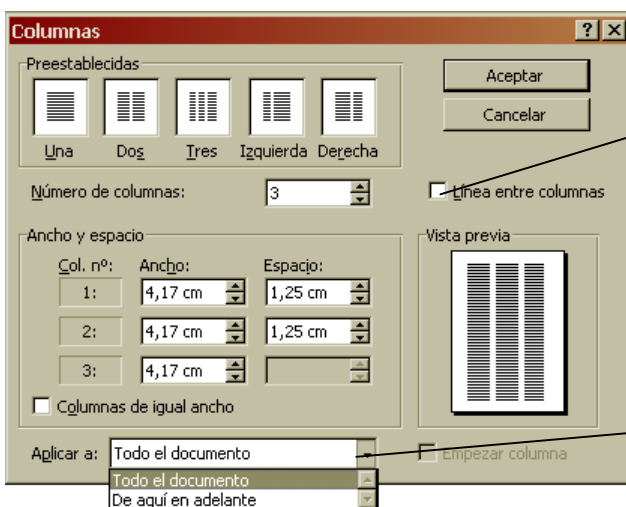 Columnas
Preestablecidas
Una Dos Tres Izquierda Derecha
Aceptar
Cancelar
Número de columnas: 3
Línea entre columnas
Ancho y espacio
Col. nº: Ancho: Espacio:
1: 4,17 cm 1,25 cm
2: 4,17 cm 1,25 cm
3: 4,17 cm
Columnas de igual ancho
Vista previa
Aplicar a: Todo el documento
Empezar columna
Todo el documento
De aquí en adelante